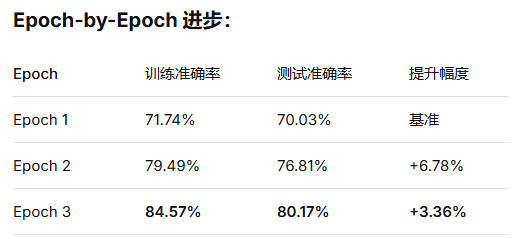 Epoch-by-Epoch 进步：
Epoch 训练准确率 测试准确率 提升幅度
Epoch 1 71.74% 70.03% 基准
Epoch 2 79.49% 76.81% +6.78%
Epoch 3 84.57% 80.17% +3.36%